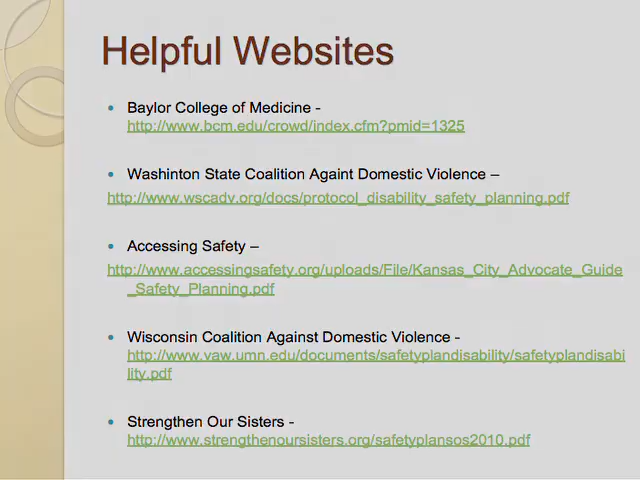 Helpful Websites
Baylor College of Medicine -
http://www.bcm.edu/crowd/index.cfm?pmid=1325
Washinton State Coalition Againt Domestic Violence –
http://www.wscadv.org/docs/protocol_disability_safety_planning.pdf
Accessing Safety –
http://www.accessingsafety.org/uploads/File/Kansas_City_Advocate_Guide
_Safety_Planning.pdf
Wisconsin Coalition Against Domestic Violence -
http://www.vaw.umn.edu/documents/safetyplandisability/safetyplandisabi
lity.pdf
Strengthen Our Sisters -
http://www.strengthenoursisters.org/safetyplansos2010.pdf